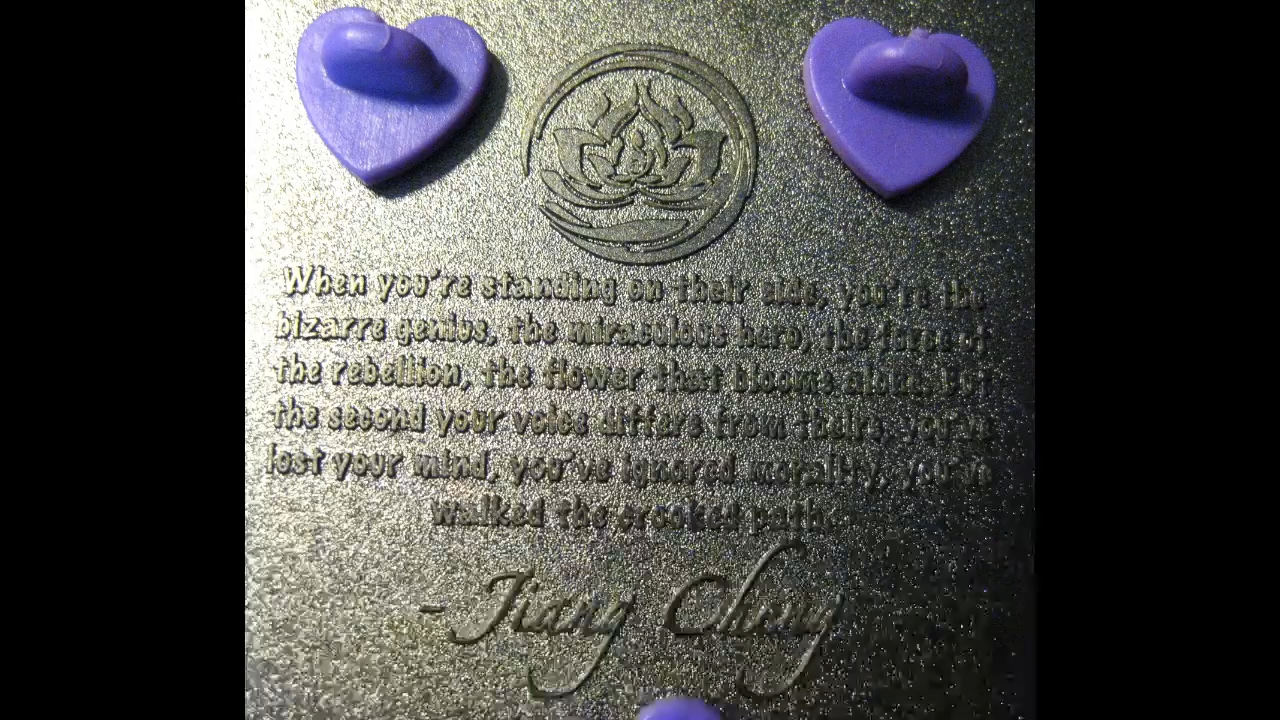 When you're standing on their side, you're the
bizarre genius, the miraculous hero, the force of
the rebellion, the flower that blooms alone. But
the second your voice differs from theirs, you've
lost your mind, you've ignored morality, you've
walked the crooked path.
- Jiang Cheng